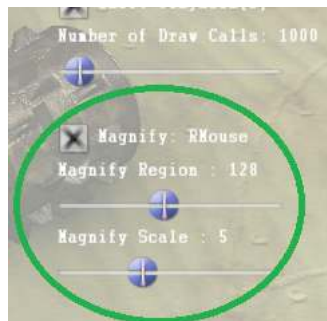 Number of Draw Calls: 1000
Magnify: RMouse
Magnify Region : 128
Magnify Scale : 5